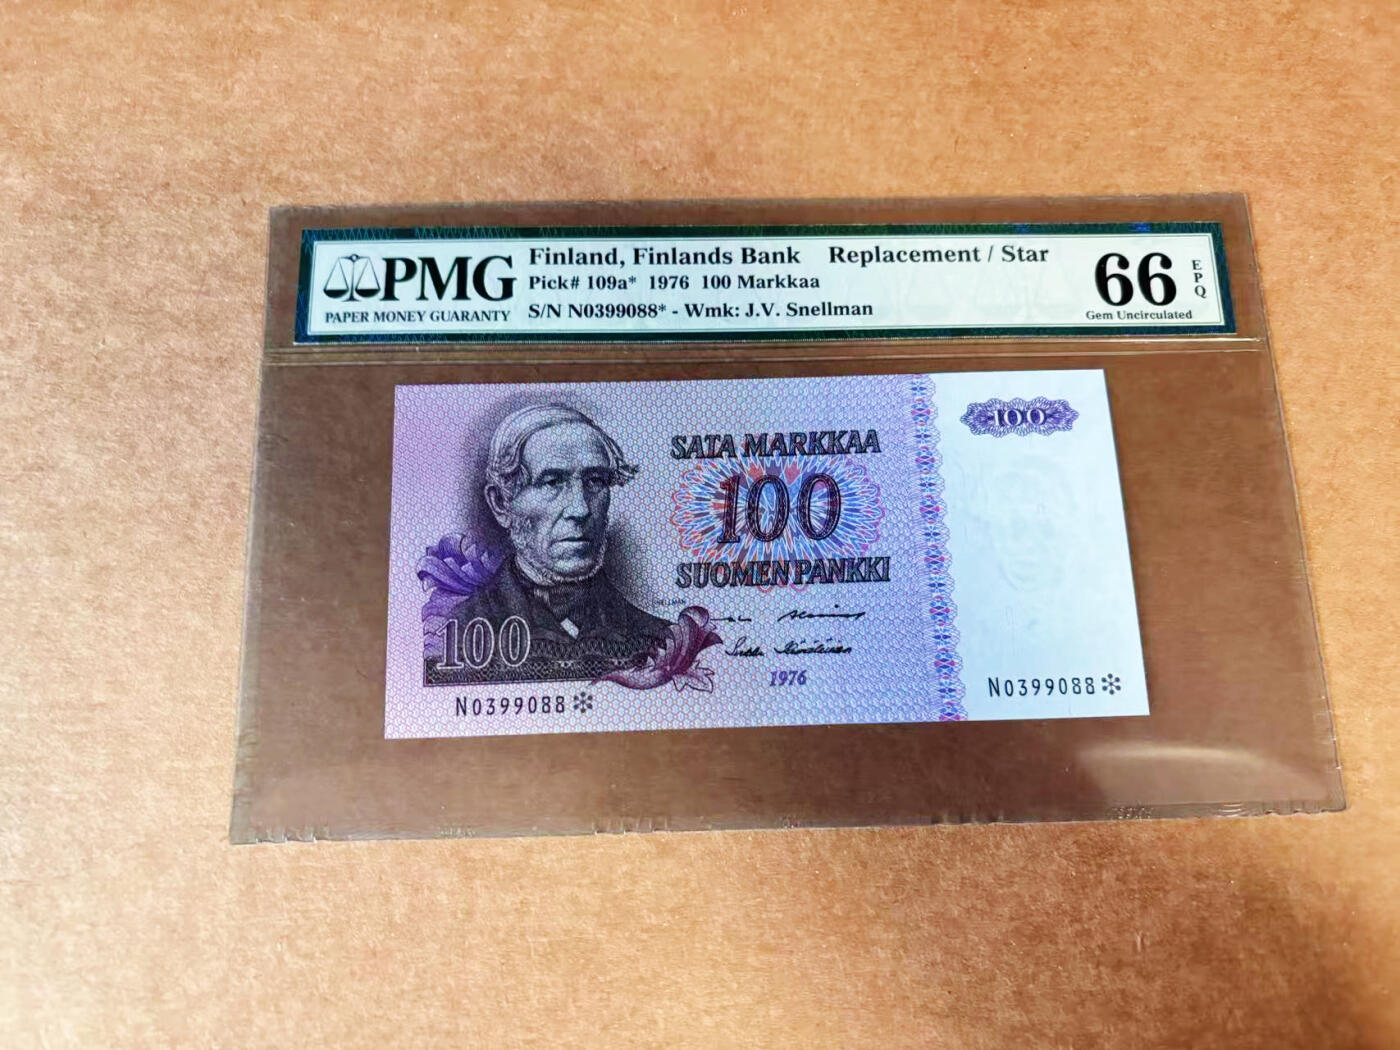 PMG
PAPER MONEY GUARANTY
Finland, Finlands Bank Replacement / Star
Pick# 109a* 1976 100 Markkaa
S/N N0399088* - Wmk: J.V. Snellman
66
EPQ
Gem Uncirculated
100
SATA MARKKAA
100
SUOMEN PANKKI
SNELLMAN
100
1976
N0399088*
N0399088*